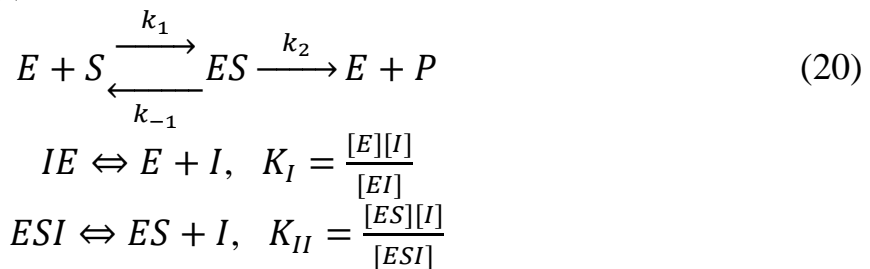 k₁
E + S ⇄ ES ⟶ E + P (20)
k₂
k₋₁
IE ⇔ E + I, K_I = [E][I]/[EI]
ESI ⇔ ES + I, K_II = [ES][I]/[ESI]